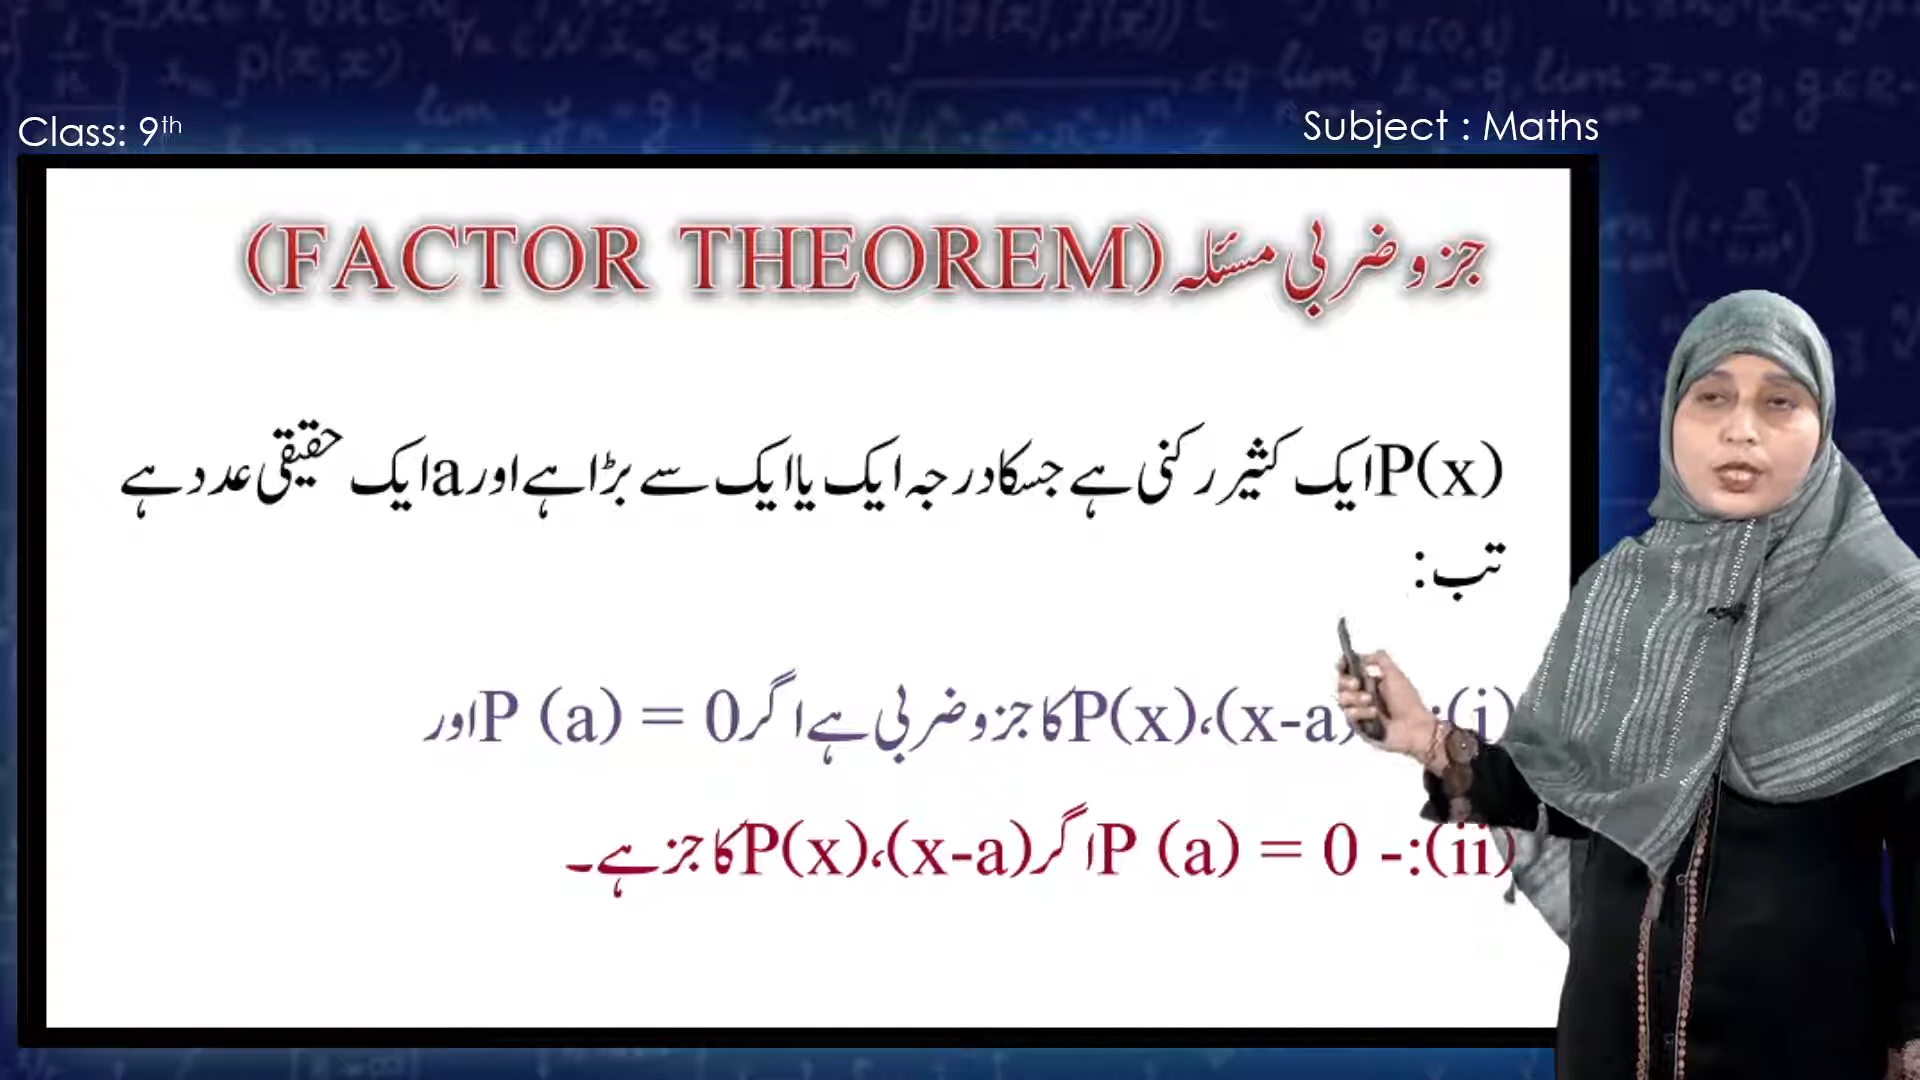 Class: 9th
Subject : Maths
جزو ضربی مسئلہ (FACTOR THEOREM)
P(x) ایک کثیر رکنی ہے جسکا درجہ ایک یا ایک سے بڑا ہے اور a ایک حقیقی عدد ہے
تب:
(i): (x-a)، P(x) کا جزو ضربی ہے اگر P (a) = 0 اور
(ii):- P (a) = 0 اگر (x-a)، P(x) کا جز ہے۔